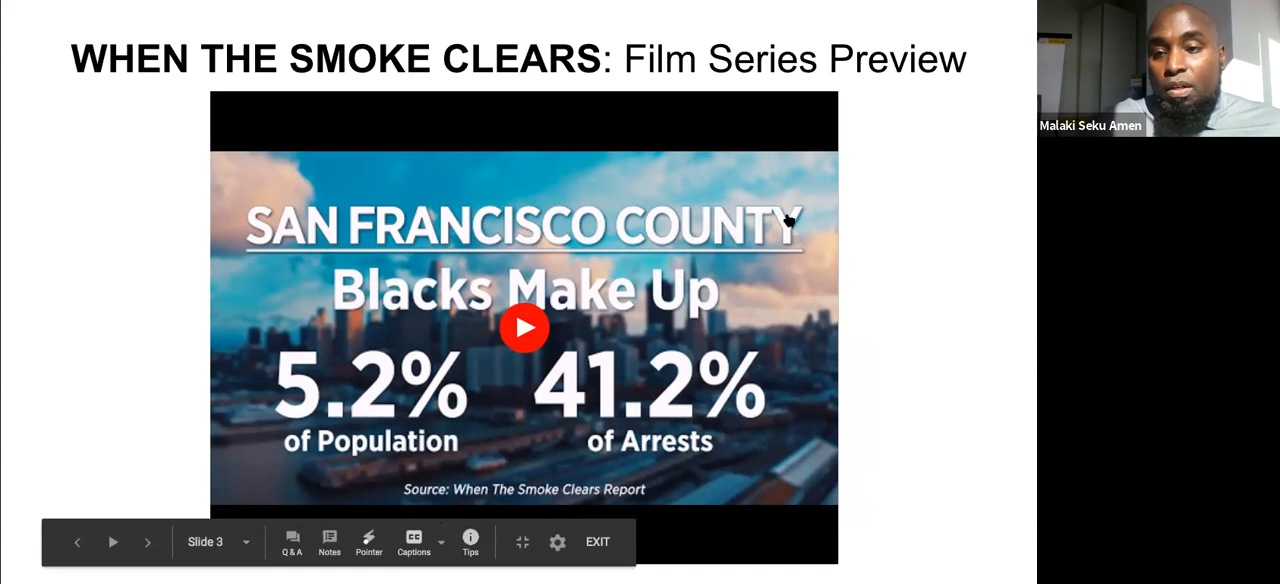 WHEN THE SMOKE CLEARS: Film Series Preview
SAN FRANCISCO COUNTY
Blacks Make Up
5.2% 41.2%
of Population of Arrests
Source: When The Smoke Clears Report
Slide 3
Q & A Notes Pointer CC Captions Tips EXIT
Malaki Seku Amen